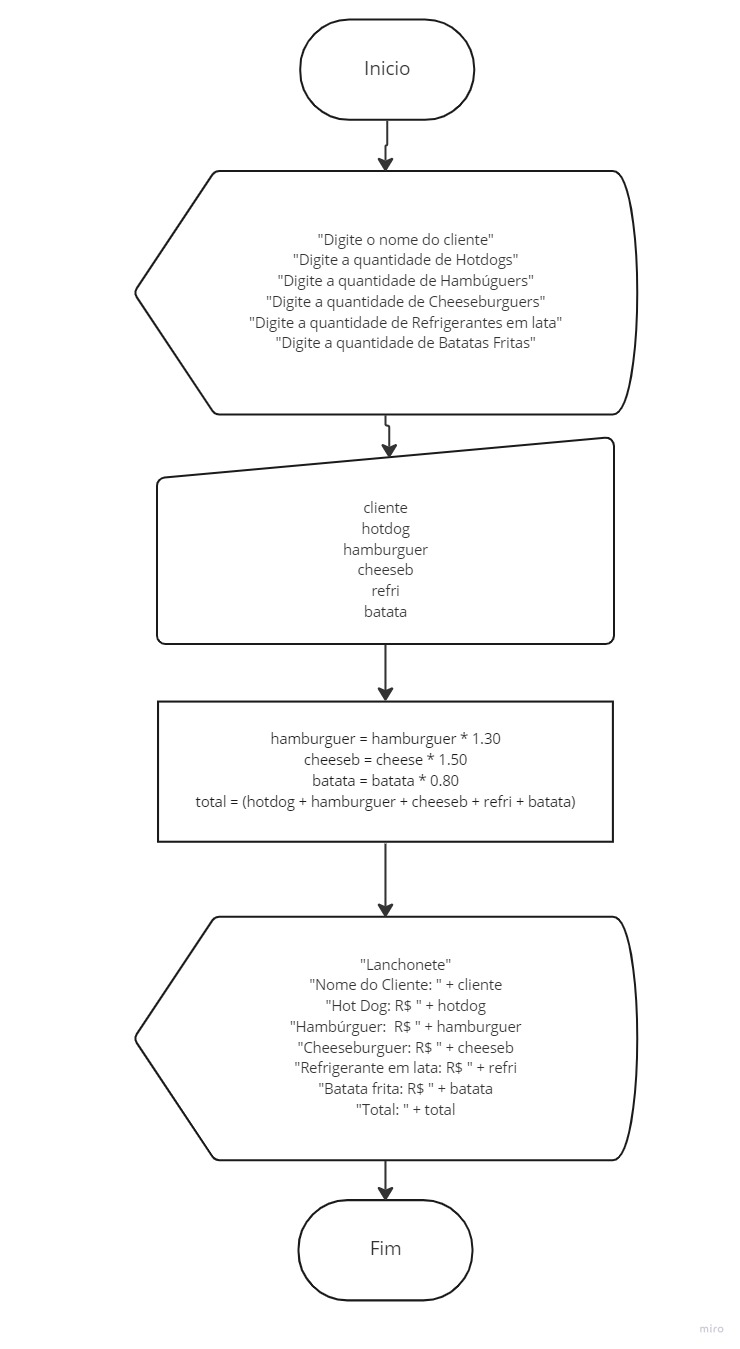 Inicio
"Digite o nome do cliente"
"Digite a quantidade de Hotdogs"
"Digite a quantidade de Hambúguers"
"Digite a quantidade de Cheeseburguers"
"Digite a quantidade de Refrigerantes em lata"
"Digite a quantidade de Batatas Fritas"
cliente
hotdog
hamburguer
cheeseb
refri
batata
hamburguer = hamburguer * 1.30
cheeseb = cheese * 1.50
batata = batata * 0.80
total = (hotdog + hamburguer + cheeseb + refri + batata)
"Lanchonete"
"Nome do Cliente: " + cliente
"Hot Dog: R$ " + hotdog
"Hambúrguer:  R$ " + hamburguer
"Cheeseburguer: R$ " + cheeseb
"Refrigerante em lata: R$ " + refri
"Batata frita: R$ " + batata
"Total: " + total
Fim
miro